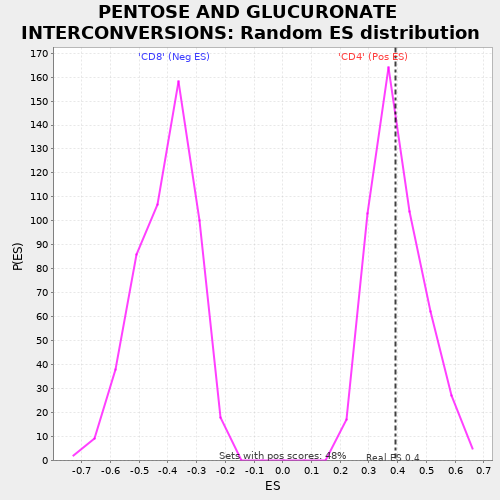 PENTOSE AND GLUCURONATE
INTERCONVERSIONS: Random ES distribution
'CD8' (Neg ES)
'CD4' (Pos ES)
P(ES)
170
160
150
140
130
120
110
100
90
80
70
60
50
40
30
20
10
0
Sets with pos scores: 48%
Real ES 0.4
-0.7 -0.6 -0.5 -0.4 -0.3 -0.2 -0.1 0.0 0.1 0.2 0.3 0.4 0.5 0.6 0.7
ES